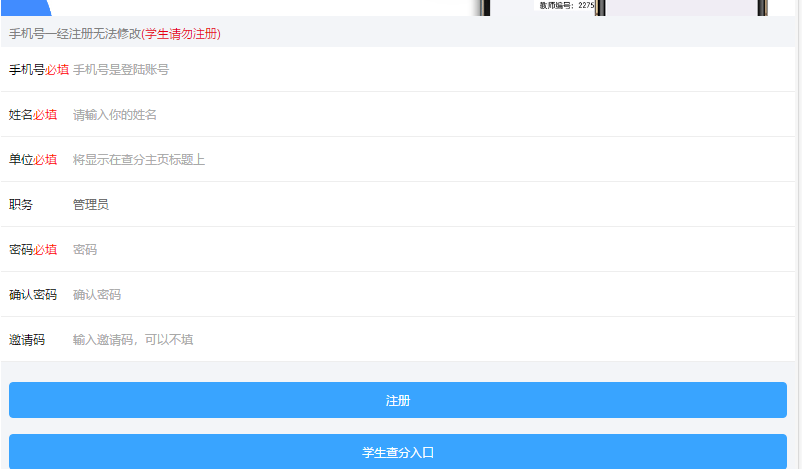 教师编号：2275
手机号一经注册无法修改(学生请勿注册)
手机号必填 手机号是登陆账号
姓名必填 请输入你的姓名
单位必填 将显示在查分主页标题上
职务 管理员
密码必填 密码
确认密码 确认密码
邀请码 输入邀请码，可以不填
注册
学生查分入口